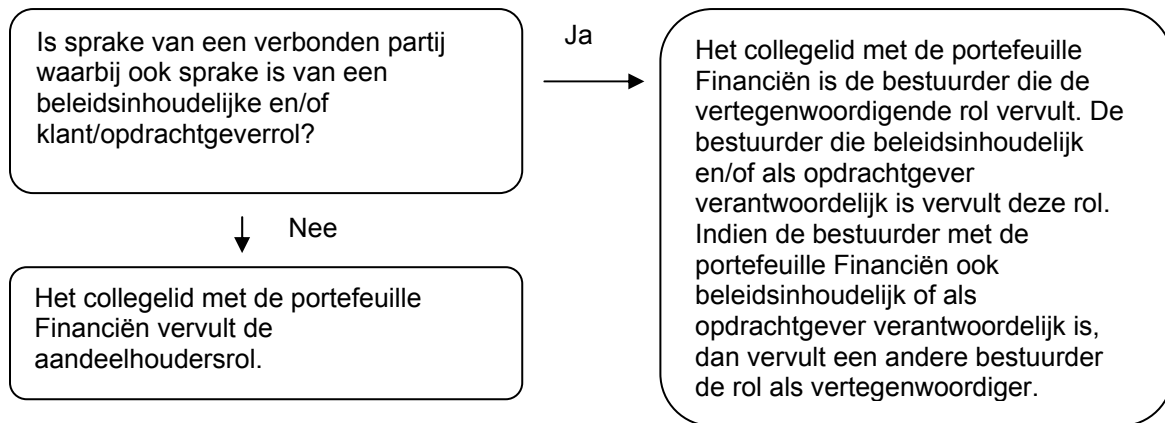 Is sprake van een verbonden partij
waarbij ook sprake is van een
beleidsinhoudelijke en/of
klant/opdrachtgeverrol?
Ja
Het collegelid met de portefeuille
Financiën is de bestuurder die de
vertegenwoordigende rol vervult. De
bestuurder die beleidsinhoudelijk
en/of als opdrachtgever
verantwoordelijk is vervult deze rol.
Indien de bestuurder met de
portefeuille Financiën ook
beleidsinhoudelijk of als
opdrachtgever verantwoordelijk is,
dan vervult een andere bestuurder
de rol als vertegenwoordiger.
Nee
Het collegelid met de portefeuille
Financiën vervult de
aandeelhoudersrol.